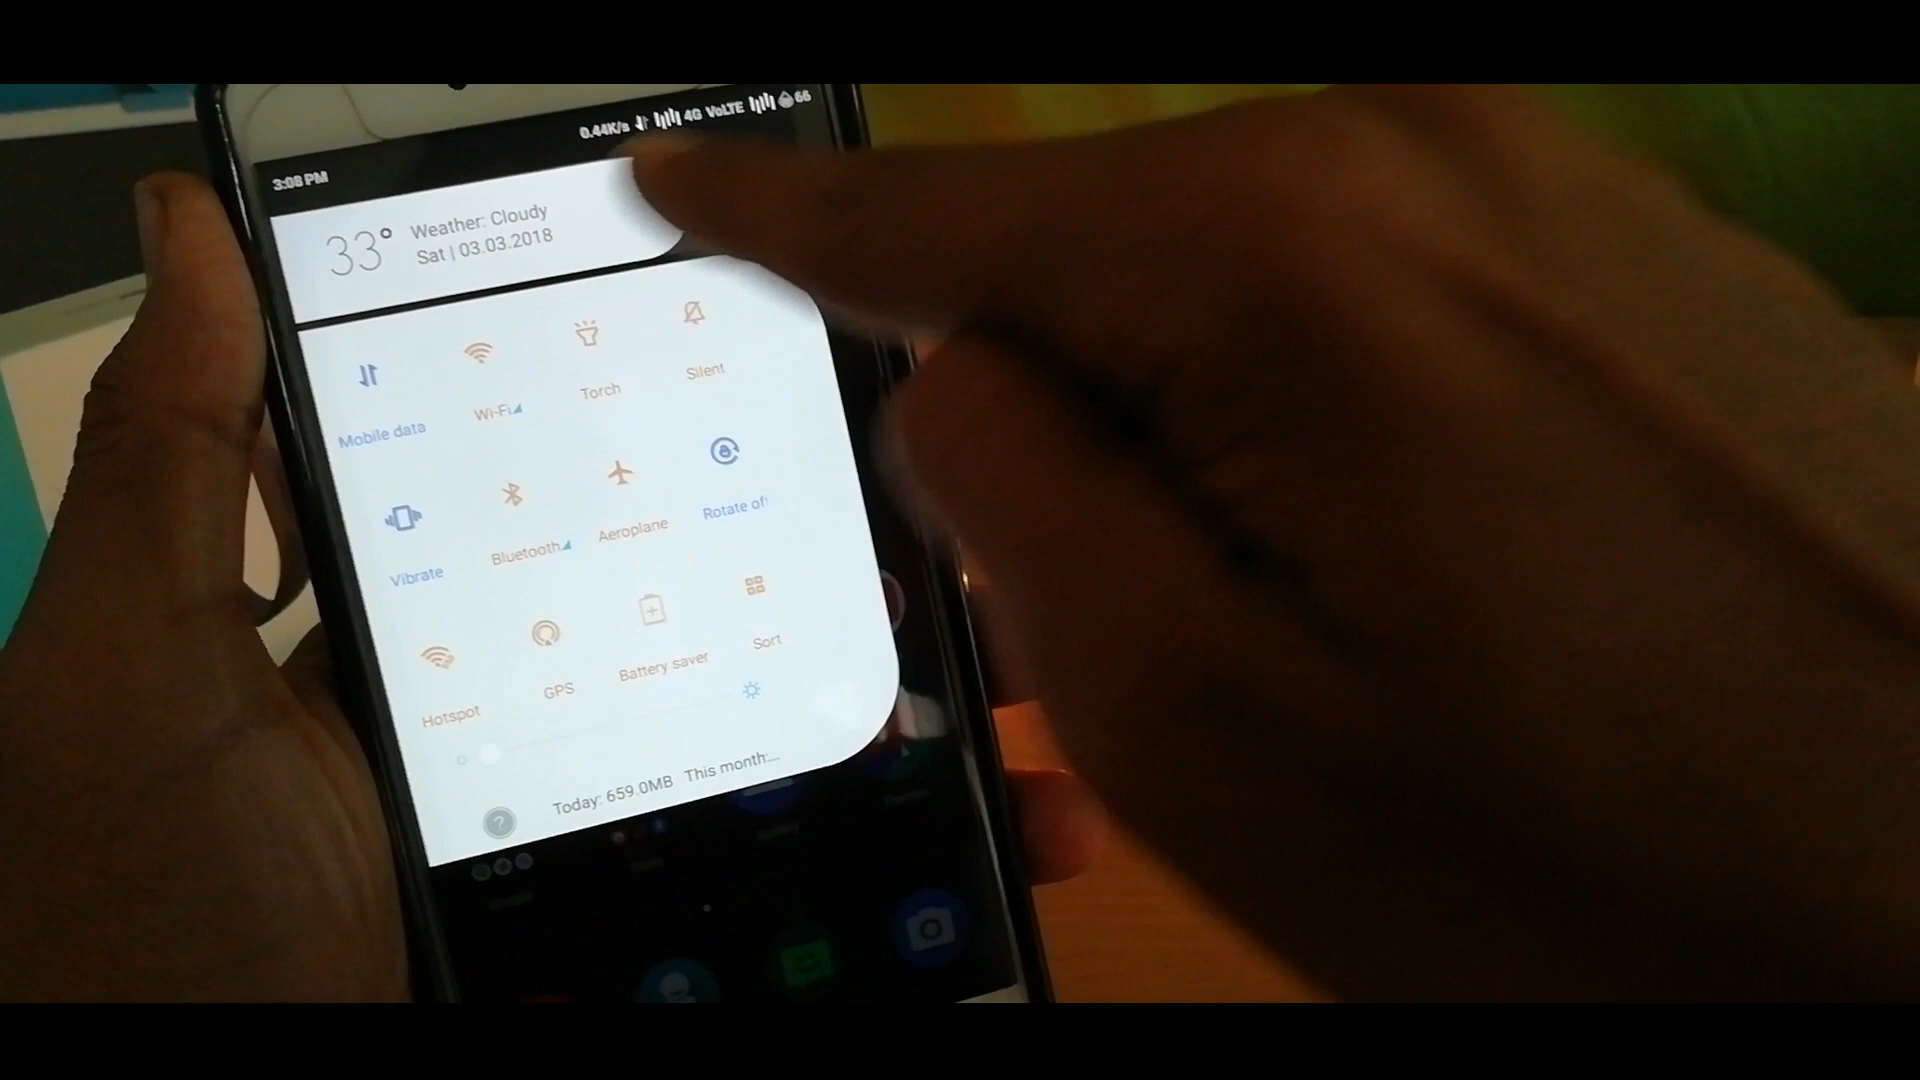 0.44K/s 4G VoLTE 66
3:08 PM
33° Weather: Cloudy
Sat | 03.03.2018
Mobile data Wi-Fi Torch Silent
Vibrate Bluetooth Aeroplane Rotate of
Hotspot GPS Battery saver Sort
Today: 659.0MB This month:...
?